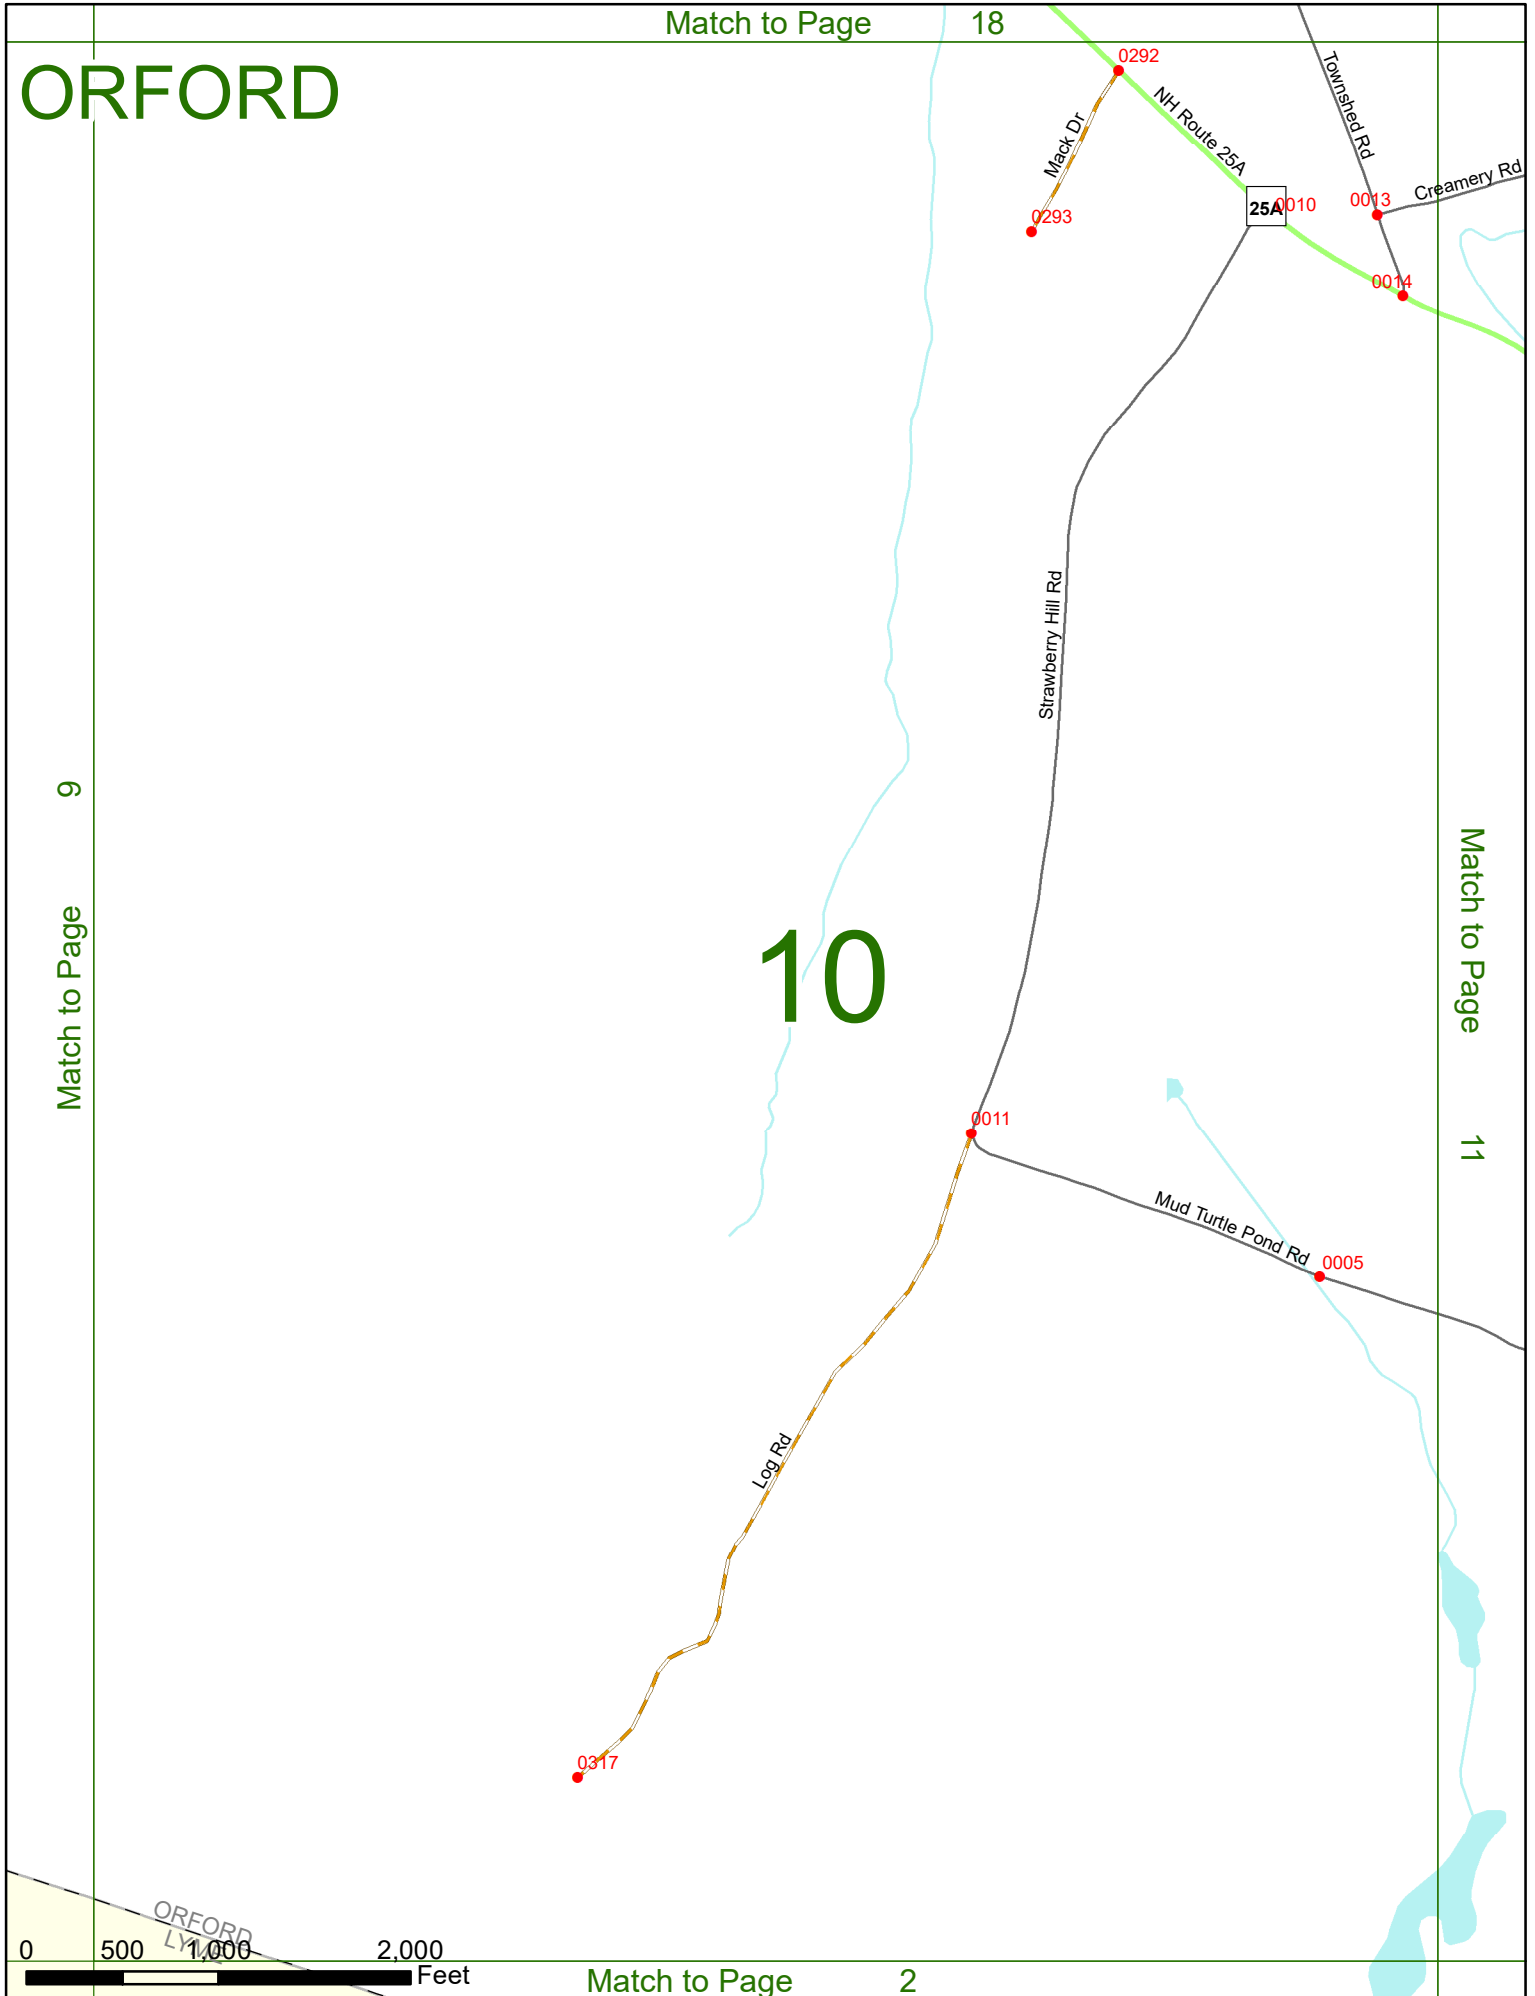 Match to Page 18
ORFORD
0292
Townshed Rd
NH Route 25A
Mack Dr
Creamery Rd
0293
25A
0010
0013
0014
Strawberry Hill Rd
Match to Page 9
Match to Page 11
10
0011
Mud Turtle Pond Rd
0005
Log Rd
0317
ORFORD
LYME
0 500 1,000 2,000
Feet
Match to Page 2